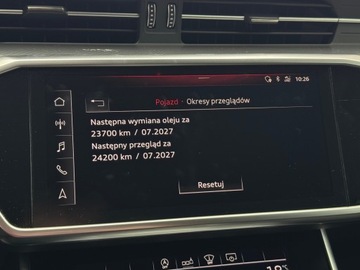 10:26
Pojazd - Okresy przeglądów
Następna wymiana oleju za
23700 km / 07.2027
Następny przegląd za
24200 km / 07.2027
Resetuj